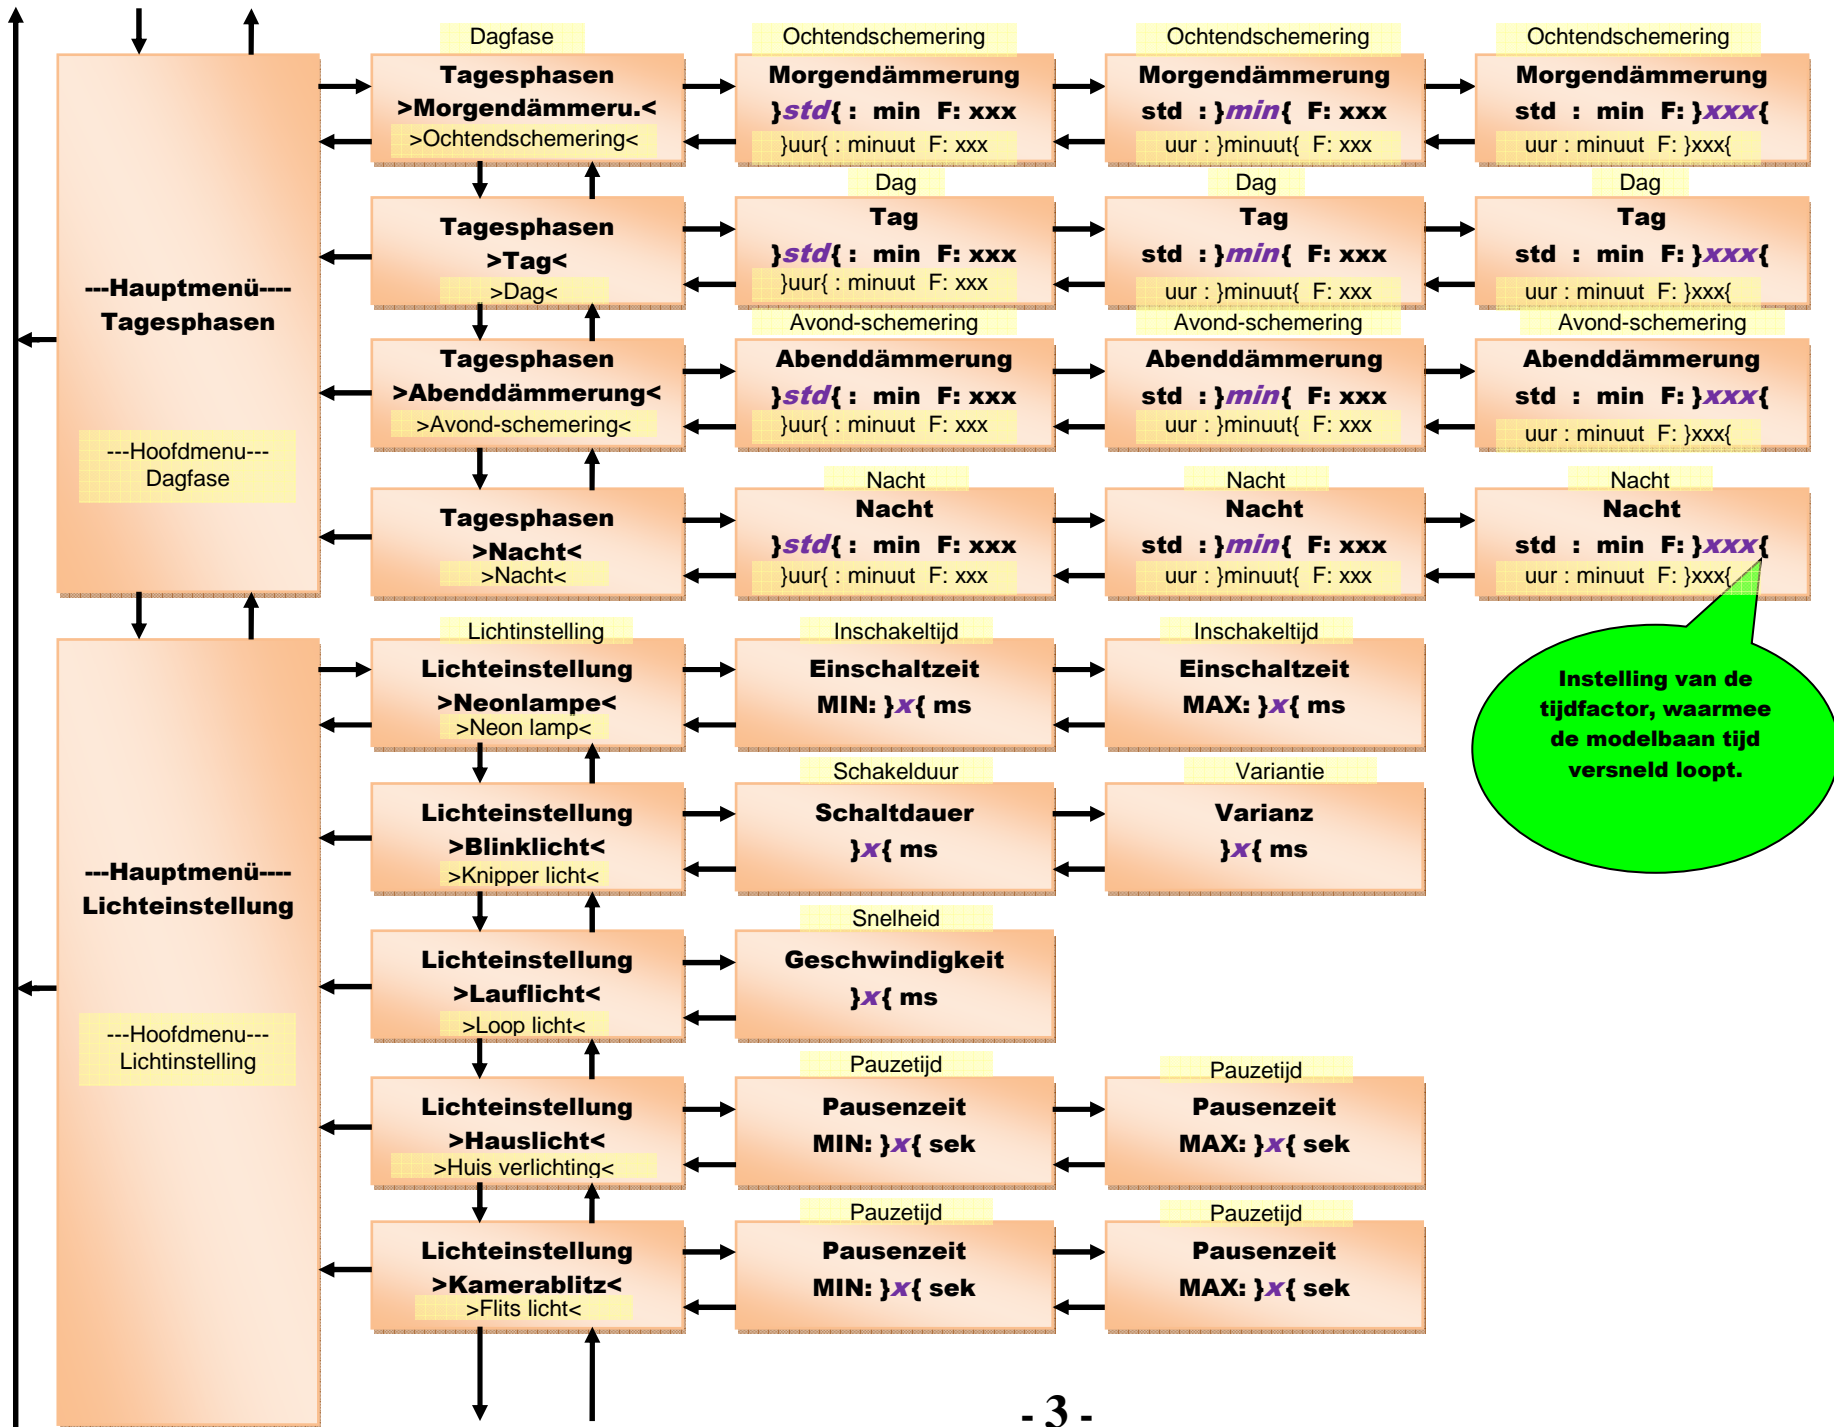 ---Hauptmenü----
Tagesphasen
---Hoofdmenu---
Dagfase
Dagfase
Tagesphasen
>Morgendämmeru.<
>Ochtendschemering<
Ochtendschemering
Morgendämmerung
}std{ : min F: xxx
}uur{ : minuut F: xxx
Ochtendschemering
Morgendämmerung
std : }min{ F: xxx
uur : }minuut{ F: xxx
Ochtendschemering
Morgendämmerung
std : min F: }xxx{
uur : minuut F: }xxx{
Tagesphasen
>Tag<
>Dag<
Dag
Tag
}std{ : min F: xxx
}uur{ : minuut F: xxx
Dag
Tag
std : }min{ F: xxx
uur : }minuut{ F: xxx
Dag
Tag
std : min F: }xxx{
uur : minuut F: }xxx{
Tagesphasen
>Abenddämmerung<
>Avond-schemering<
Avond-schemering
Abenddämmerung
}std{ : min F: xxx
}uur{ : minuut F: xxx
Avond-schemering
Abenddämmerung
std : }min{ F: xxx
uur : }minuut{ F: xxx
Avond-schemering
Abenddämmerung
std : min F: }xxx{
uur : minuut F: }xxx{
Tagesphasen
>Nacht<
>Nacht<
Nacht
Nacht
}std{ : min F: xxx
}uur{ : minuut F: xxx
Nacht
Nacht
std : }min{ F: xxx
uur : }minuut{ F: xxx
Nacht
Nacht
std : min F: }xxx{
uur : minuut F: }xxx{
Instelling van de
tijdfactor, waarmee
de modelbaan tijd
versneld loopt.
---Hauptmenü----
Lichteinstellung
---Hoofdmenu---
Lichtinstelling
Lichtinstelling
Lichteinstellung
>Neonlampe<
>Neon lamp<
Inschakeltijd
Einschaltzeit
MIN: }x{ ms
Inschakeltijd
Einschaltzeit
MAX: }x{ ms
Lichteinstellung
>Blinklicht<
>Knipper licht<
Schakelduur
Schaltdauer
}x{ ms
Variantie
Varianz
}x{ ms
Lichteinstellung
>Lauflicht<
>Loop licht<
Snelheid
Geschwindigkeit
}x{ ms
Lichteinstellung
>Hauslicht<
>Huis verlichting<
Pauzetijd
Pausenzeit
MIN: }x{ sek
Pauzetijd
Pausenzeit
MAX: }x{ sek
Lichteinstellung
>Kamerablitz<
>Flits licht<
Pauzetijd
Pausenzeit
MIN: }x{ sek
Pauzetijd
Pausenzeit
MAX: }x{ sek
- 3 -